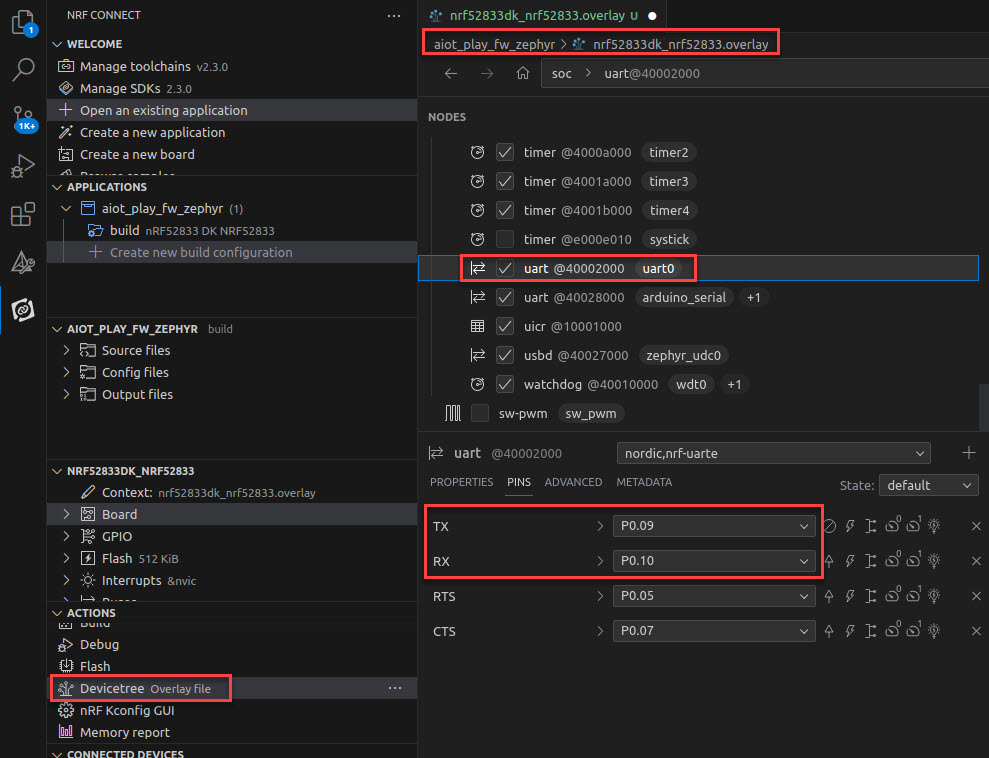 NRF CONNECT
WELCOME
Manage toolchains v2.3.0
Manage SDKs 2.3.0
Open an existing application
Create a new application
Create a new board
Browse samples
APPLICATIONS
aiot_play_fw_zephyr (1)
build nRF52833 DK NRF52833
Create new build configuration
AIOT_PLAY_FW_ZEPHYR build
Source files
Config files
Output files
NRF52833DK_NRF52833
Context: nrf52833dk_nrf52833.overlay
Board
GPIO
Flash 512 KiB
Interrupts &nvic
Buses
ACTIONS
Build
Debug
Flash
Devicetree Overlay file
nRF Kconfig GUI
Memory report
CONNECTED DEVICES
1
1K+
nrf52833dk_nrf52833.overlay U
aiot_play_fw_zephyr > nrf52833dk_nrf52833.overlay
soc > uart@40002000
NODES
timer @4000a000 timer2
timer @4001a000 timer3
timer @4001b000 timer4
timer @e000e010 systick
uart @40002000 uart0
uart @40028000 arduino_serial +1
uicr @10001000
usbd @40027000 zephyr_udc0
watchdog @40010000 wdt0 +1
sw-pwm sw_pwm
uart @40002000 nordic,nrf-uarte
PROPERTIES PINS ADVANCED METADATA State: default
TX P0.09 0 1
RX P0.10 0 1
RTS P0.05 0 1
CTS P0.07 0 1